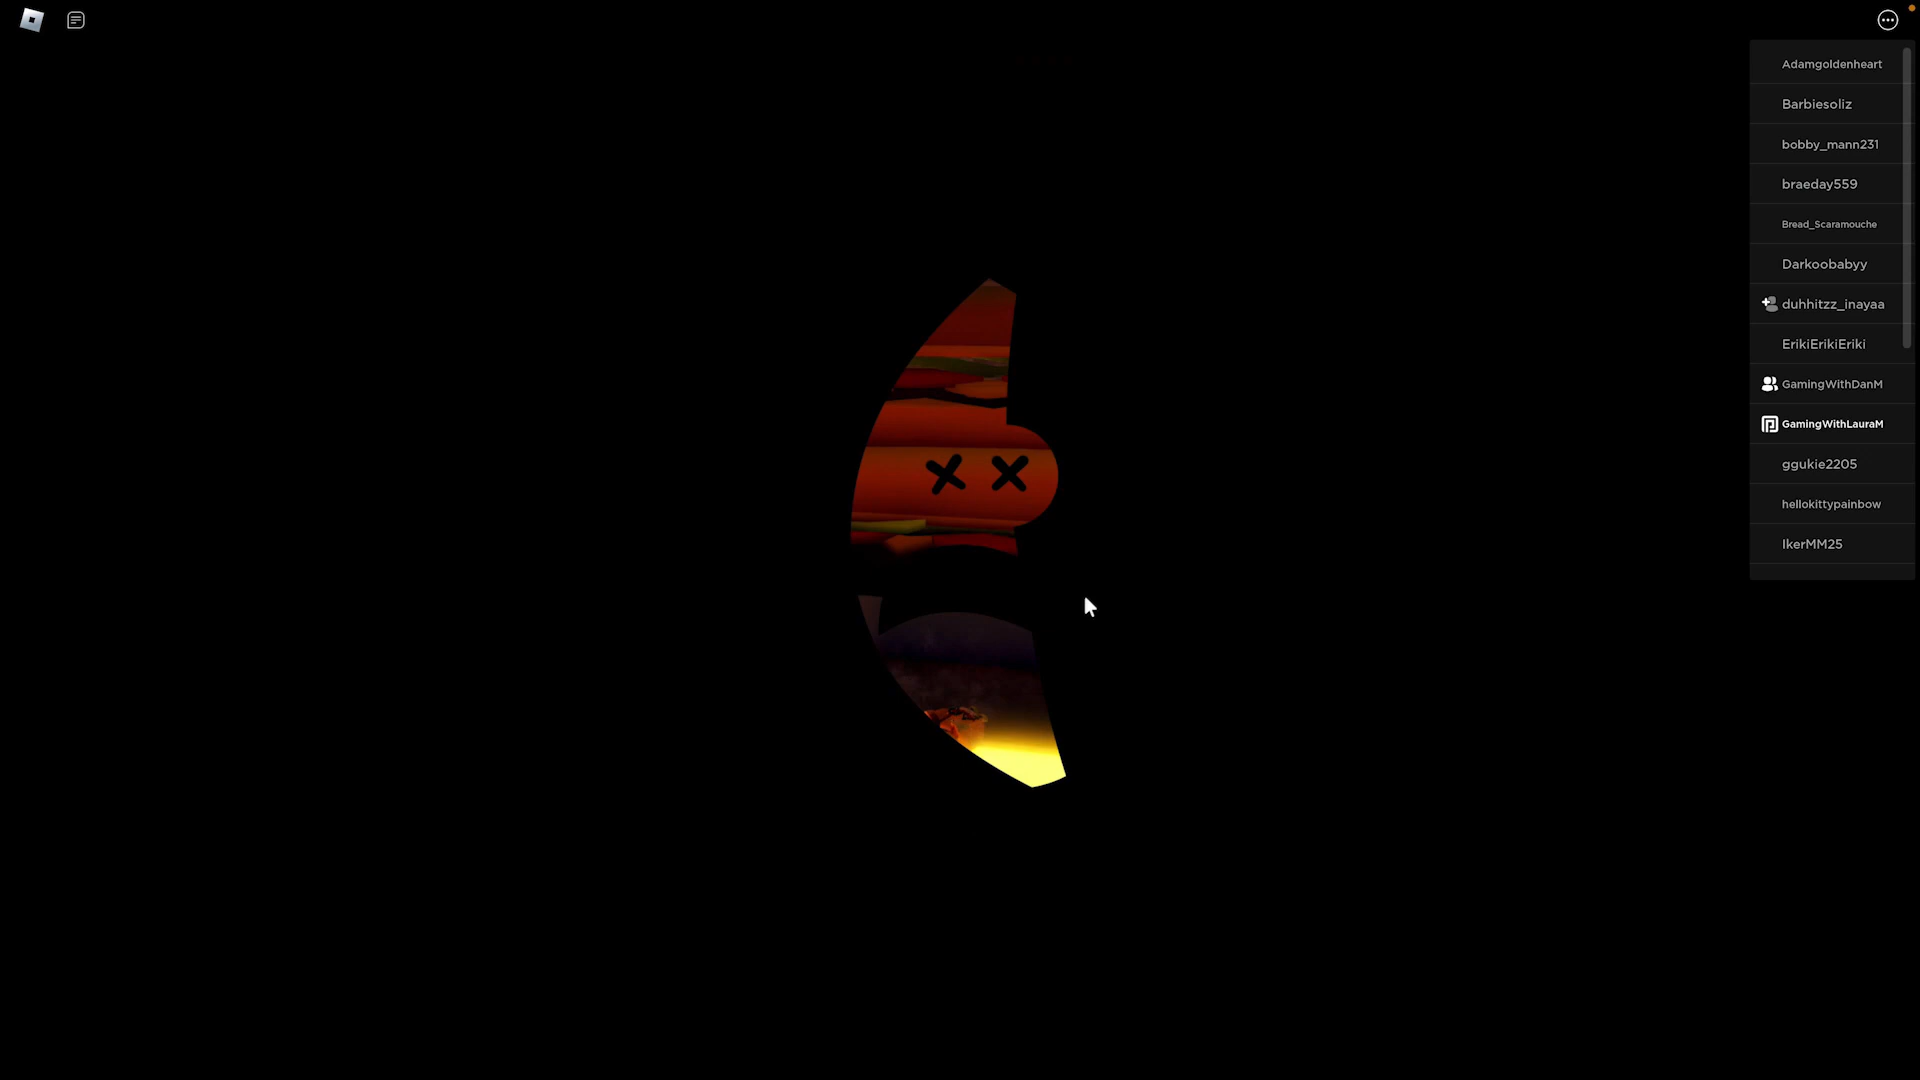 Adamgoldenheart
Barbiesoliz
bobby_mann231
braeday559
Bread_Scaramouche
Darkoobabyy
duhhitzz_inayaa
ErikiErikiEriki
GamingWithDanM
GamingWithLauraM
ggukie2205
hellokittypainbow
IkerMM25